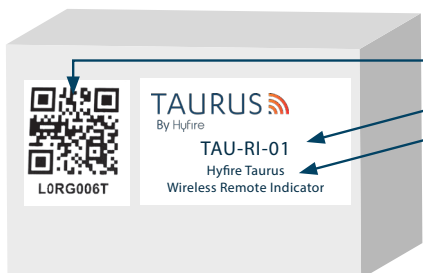 TAURUS
By Hyfire
TAU-RI-01
Hyfire Taurus
Wireless Remote Indicator
L0RG006T